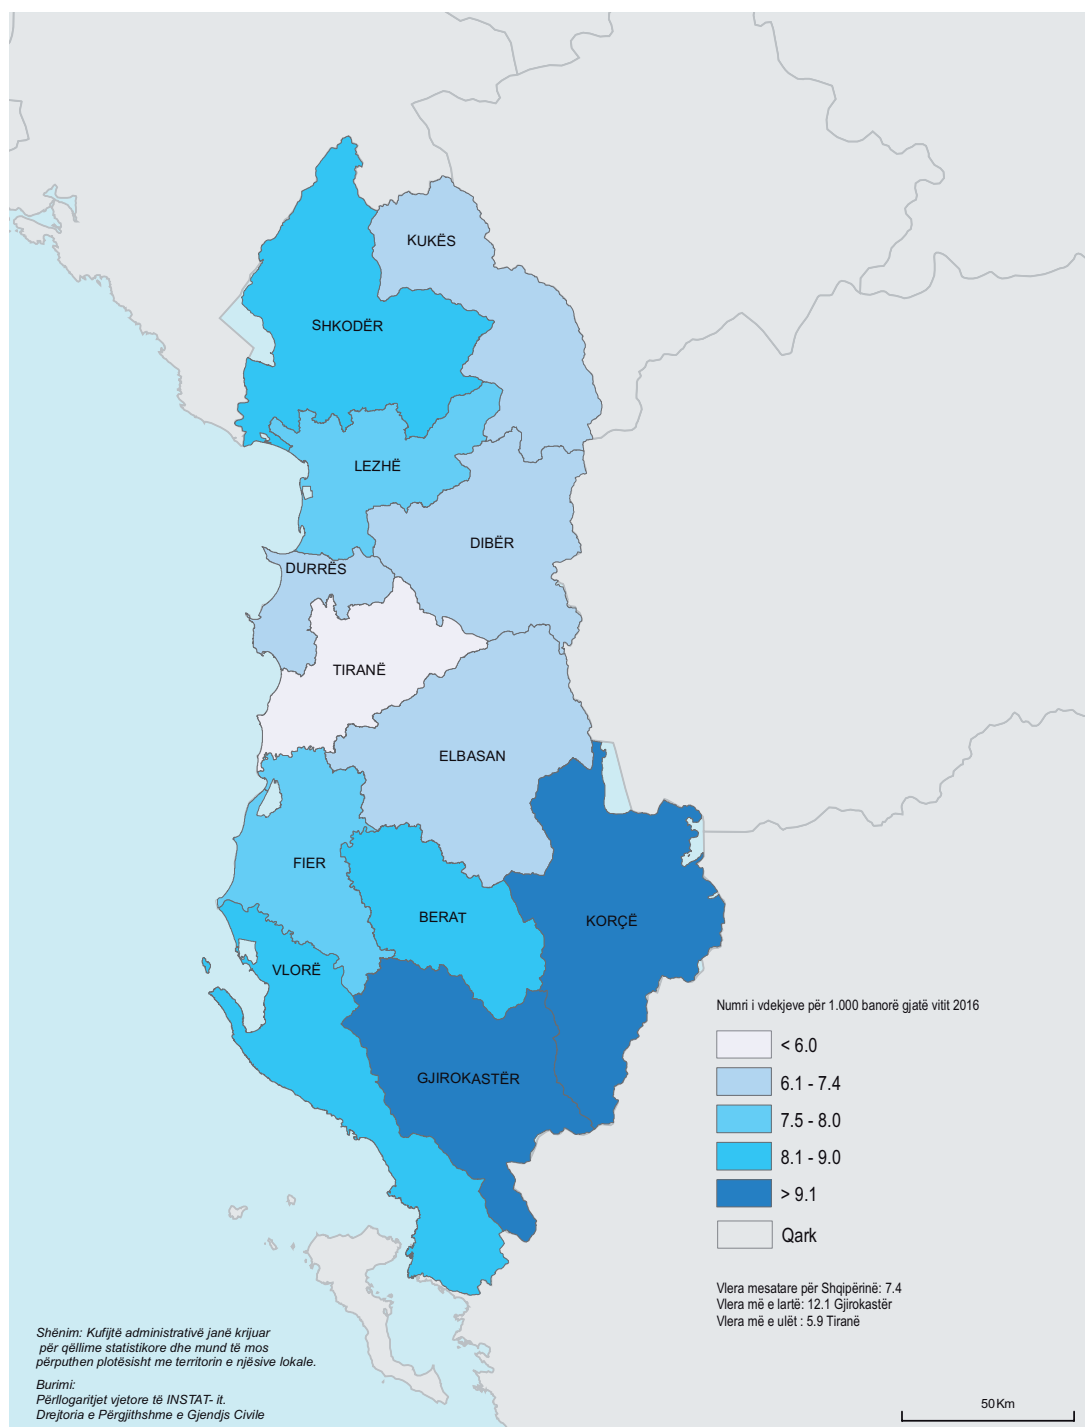 KUKËS
SHKODËR
LEZHË
DIBËR
DURRËS
TIRANË
ELBASAN
FIER
BERAT
KORÇË
VLORË
GJIROKASTËR
Numri i vdekjeve për 1.000 banorë gjatë vitit 2016
< 6.0
6.1 - 7.4
7.5 - 8.0
8.1 - 9.0
> 9.1
Qark
Vlera mesatare për Shqipërinë: 7.4
Vlera më e lartë: 12.1 Gjirokastër
Vlera më e ulët : 5.9 Tiranë
Shënim: Kufijtë administrativë janë krijuar
për qëllime statistikore dhe mund të mos
përputhen plotësisht me territorin e njësive lokale.
Burimi:
Përllogaritjet vjetore të INSTAT- it.
Drejtoria e Përgjithshme e Gjendjs Civile
50 Km